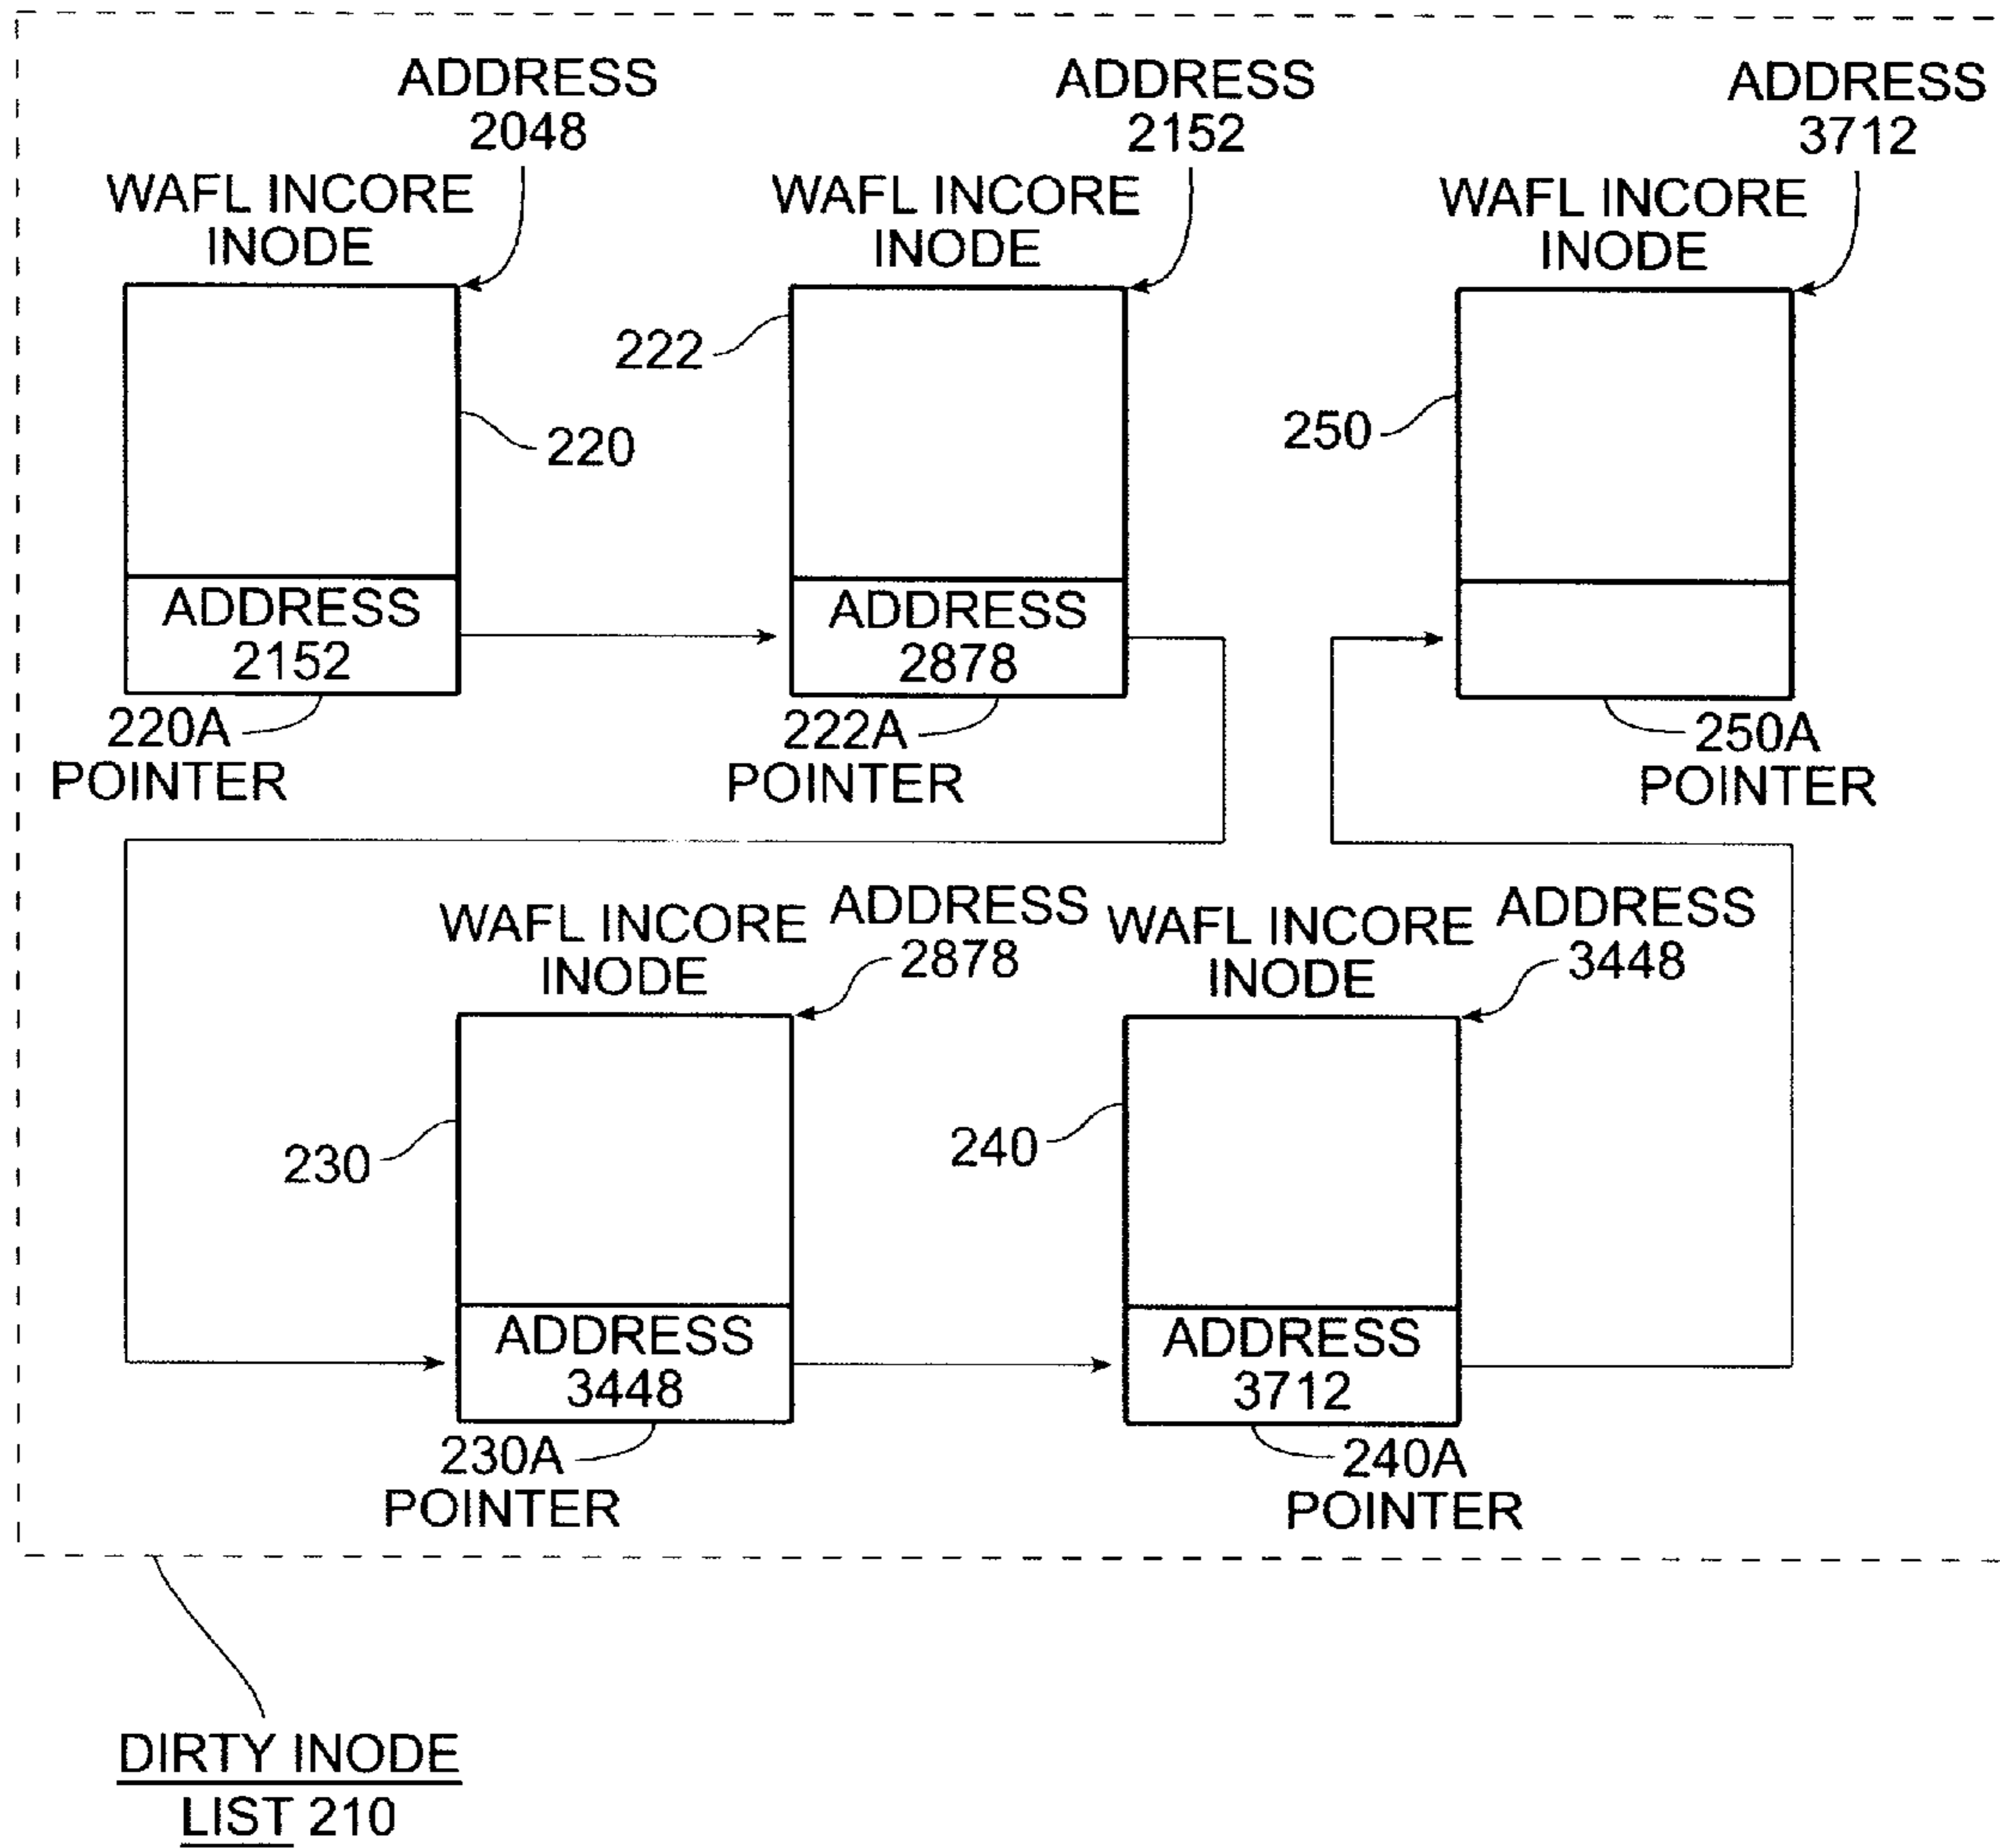 ADDRESS
2048
WAFL INCORE
INODE
220
ADDRESS
2152
220A
POINTER
ADDRESS
2152
WAFL INCORE
INODE
222
ADDRESS
2878
222A
POINTER
ADDRESS
3712
WAFL INCORE
INODE
250
250A
POINTER
WAFL INCORE
INODE
ADDRESS
2878
230
ADDRESS
3448
230A
POINTER
WAFL INCORE
INODE
ADDRESS
3448
240
ADDRESS
3712
240A
POINTER
DIRTY INODE
LIST 210